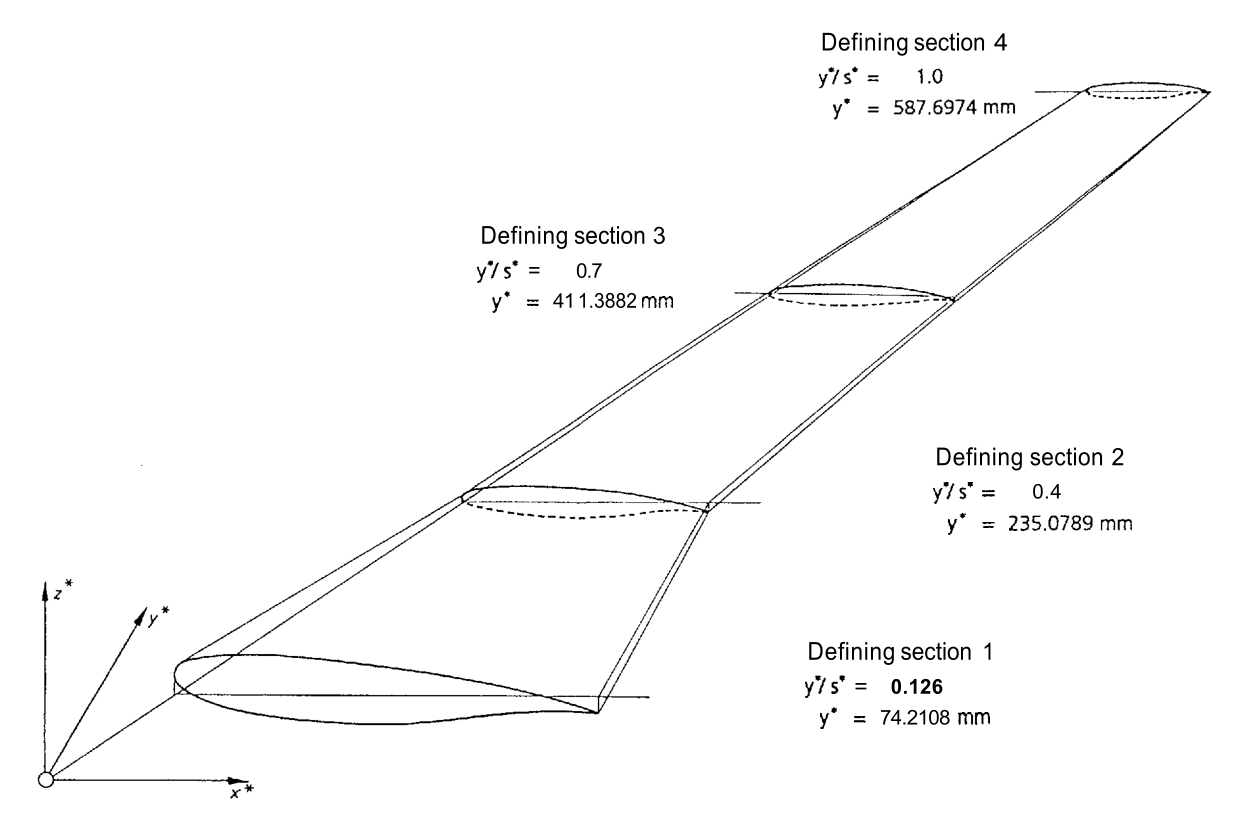 Defining section 4
y*/s* = 1.0
y* = 587.6974 mm
Defining section 3
y*/s* = 0.7
y* = 411.3882 mm
Defining section 2
y*/s* = 0.4
y* = 235.0789 mm
Defining section 1
y*/s* = 0.126
y* = 74.2108 mm
z*
y*
x*